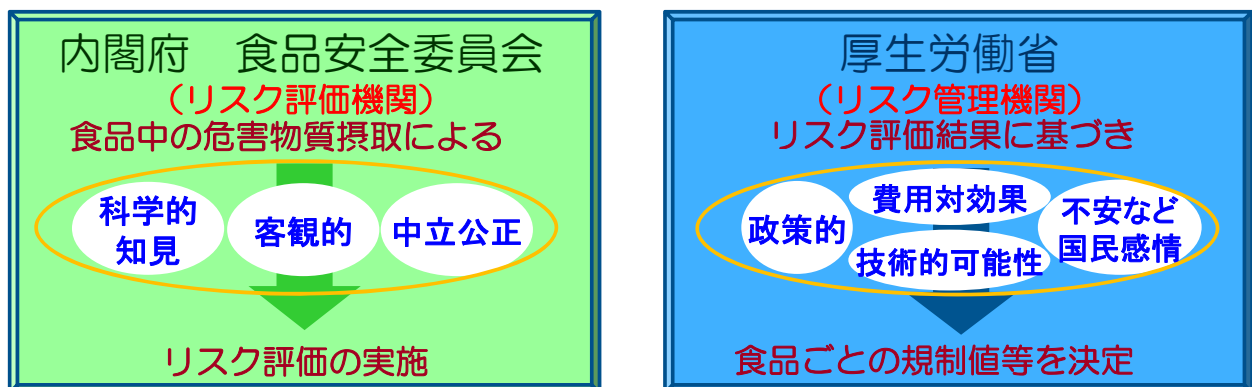 内閣府　食品安全委員会
（リスク評価機関）
食品中の危害物質摂取による
科学的
知見
客観的
中立公正
リスク評価の実施
厚生労働省
（リスク管理機関）
リスク評価結果に基づき
政策的
費用対効果
技術的可能性
不安など
国民感情
食品ごとの規制値等を決定